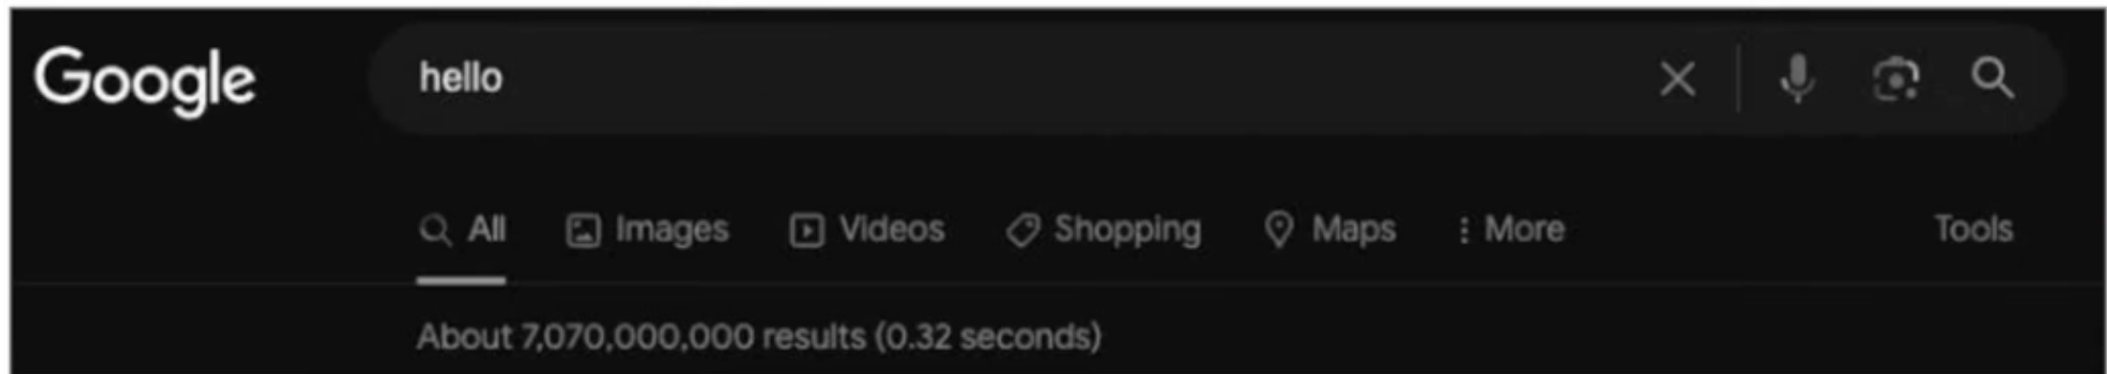 Google hello
All Images Videos Shopping Maps More Tools
About 7,070,000,000 results (0.32 seconds)